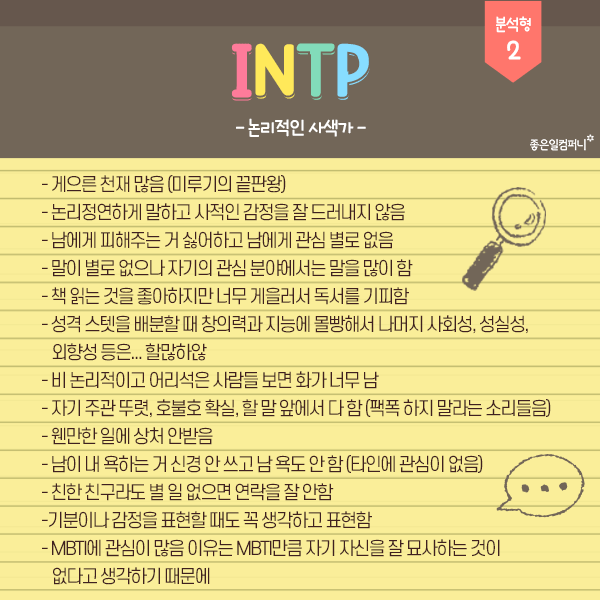 분석형
2
INTP
- 논리적인 사색가 -
좋은일컴퍼니
- 게으른 천재 많음 (미루기의 끝판왕)
- 논리정연하게 말하고 사적인 감정을 잘 드러내지 않음
- 남에게 피해주는 거 싫어하고 남에게 관심 별로 없음
- 말이 별로 없으나 자기의 관심 분야에서는 말을 많이 함
- 책 읽는 것을 좋아하지만 너무 게을러서 독서를 기피함
- 성격 스텟을 배분할 때 창의력과 지능에 몰빵해서 나머지 사회성, 성실성,
외향성 등은... 할많하않
- 비 논리적이고 어리석은 사람들 보면 화가 너무 남
- 자기 주관 뚜렷, 호불호 확실, 할 말 앞에서 다 함 (팩폭 하지 말라는 소리들음)
- 웬만한 일에 상처 안받음
- 남이 내 욕하는 거 신경 안 쓰고 남 욕도 안 함 (타인에 관심이 없음)
- 친한 친구라도 별 일 없으면 연락을 잘 안함
-기분이나 감정을 표현할 때도 꼭 생각하고 표현함
- MBTI에 관심이 많음 이유는 MBTI만큼 자기 자신을 잘 묘사하는 것이
없다고 생각하기 때문에